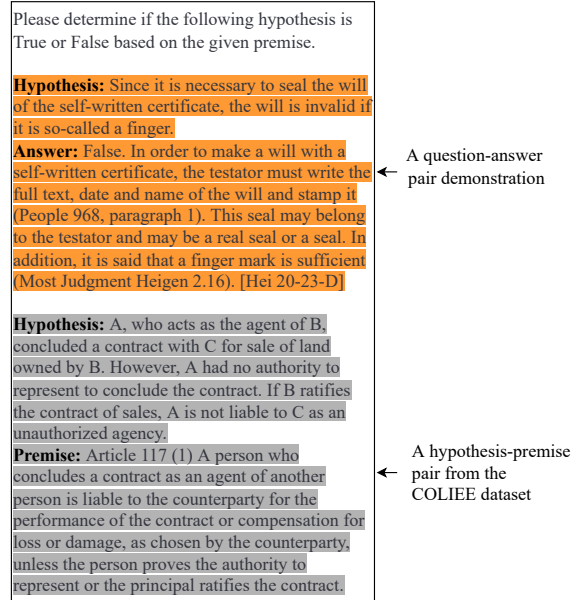 Please determine if the following hypothesis is
True or False based on the given premise.
Hypothesis: Since it is necessary to seal the will
of the self-written certificate, the will is invalid if
it is so-called a finger.
Answer: False. In order to make a will with a
self-written certificate, the testator must write the
full text, date and name of the will and stamp it
(People 968, paragraph 1). This seal may belong
to the testator and may be a real seal or a seal. In
addition, it is said that a finger mark is sufficient
(Most Judgment Heigen 2.16). [Hei 20-23-D]
A question-answer
pair demonstration
Hypothesis: A, who acts as the agent of B,
concluded a contract with C for sale of land
owned by B. However, A had no authority to
represent to conclude the contract. If B ratifies
the contract of sales, A is not liable to C as an
unauthorized agency.
Premise: Article 117 (1) A person who
concludes a contract as an agent of another
person is liable to the counterparty for the
performance of the contract or compensation for
loss or damage, as chosen by the counterparty,
unless the person proves the authority to
represent or the principal ratifies the contract.
A hypothesis-premise
pair from the
COLIEE dataset